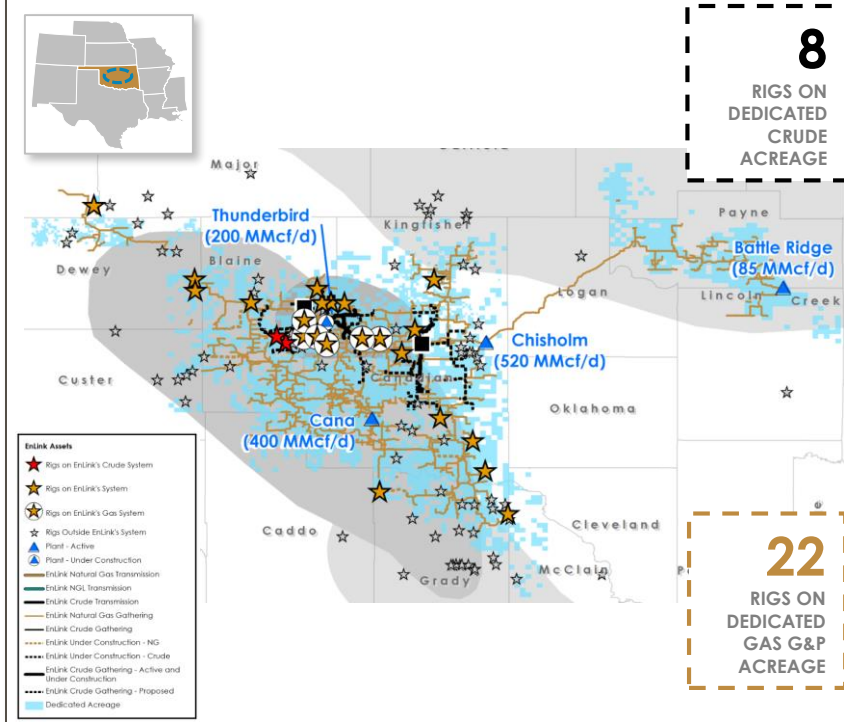 8
RIGS ON
DEDICATED
CRUDE
ACREAGE
Major
Thunderbird
(200 MMcf/d)
Kingfisher
Payne
Battle Ridge
(85 MMcf/d)
Dewey
Blaine
Logan
Lincoln
Creek
Chisholm
(520 MMcf/d)
Custer
Canadian
Oklahoma
Cana
(400 MMcf/d)
Caddo
Cleveland
Grady
McClain
EnLink Assets
Rigs on EnLink's Crude System
Rigs on EnLink's System
Rigs on EnLink's Gas System
Rigs Outside EnLink's System
Plant - Active
Plant - Under Construction
EnLink Natural Gas Transmission
EnLink NGL Transmission
EnLink Crude Transmission
EnLink Natural Gas Gathering
EnLink Crude Gathering
EnLink Under Construction - NG
EnLink Under Construction - Crude
EnLink Crude Gathering - Active and
Under Construction
EnLink Crude Gathering - Proposed
Dedicated Acreage
22
RIGS ON
DEDICATED
GAS G&P
ACREAGE